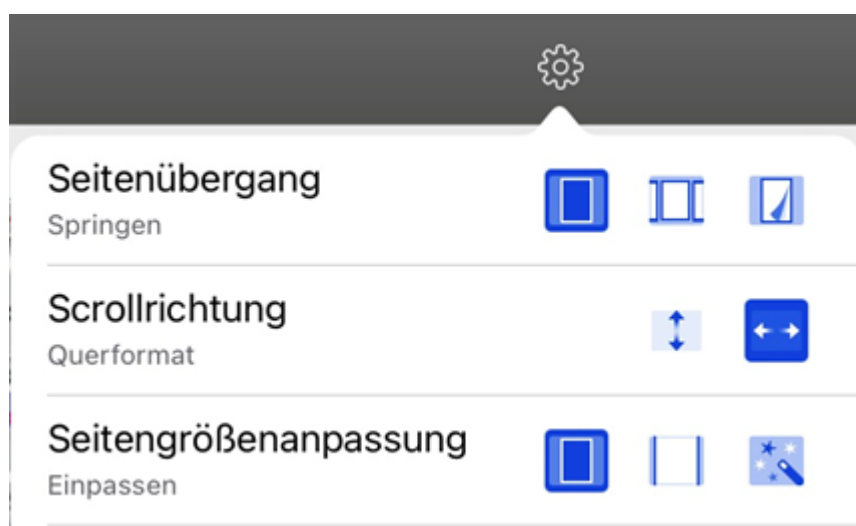 Seitenübergang
Springen
Scrollrichtung
Querformat
Seitengrößenanpassung
Einpassen